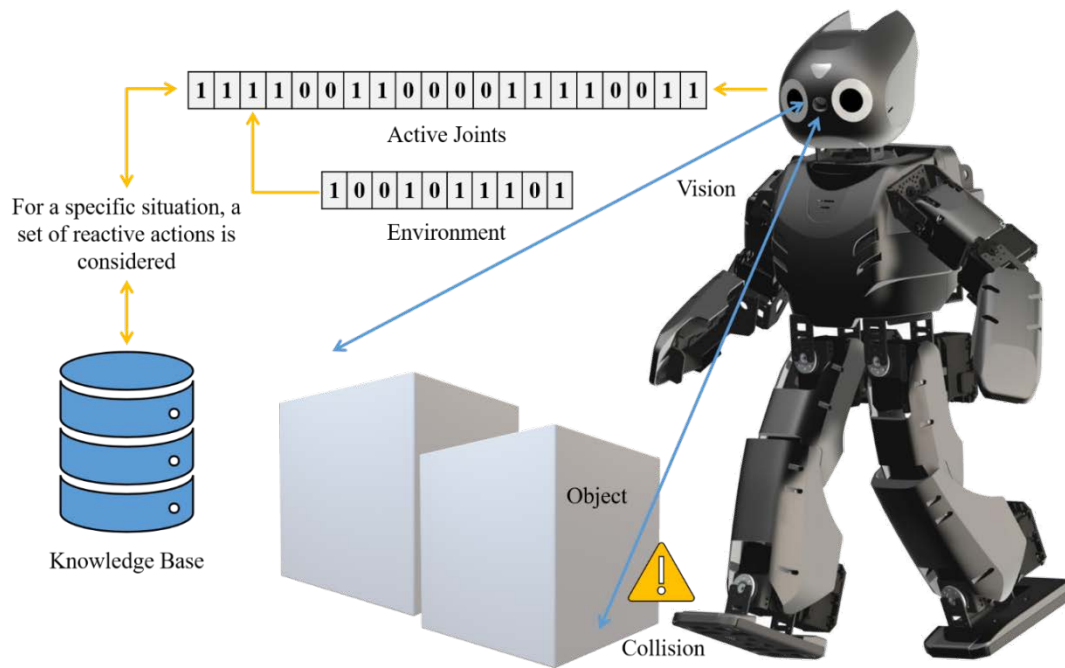 1 1 1 1 0 0 1 1 0 0 0 0 1 1 1 1 0 0 1 1
Active Joints
1 0 0 1 0 1 1 1 0 1
Environment
Vision
For a specific situation, a
set of reactive actions is
considered
Knowledge Base
Object
!
Collision